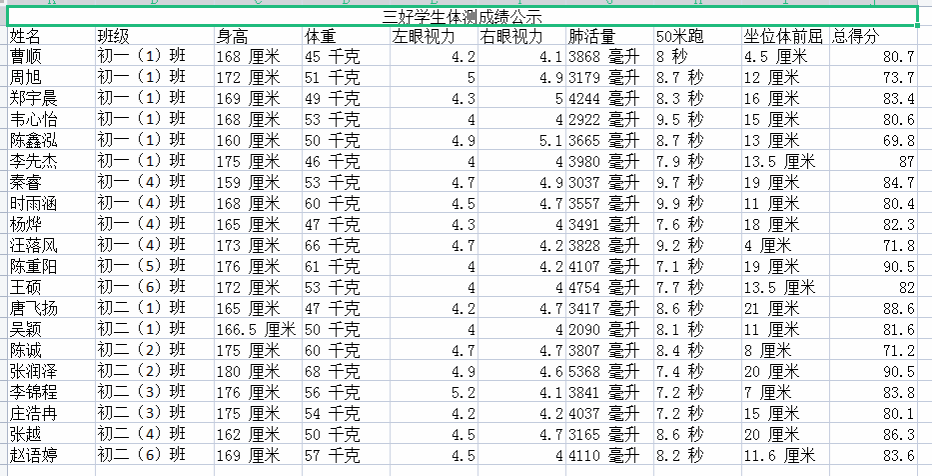 三好学生体测成绩公示
姓名 班级 身高 体重 左眼视力 右眼视力 肺活量 50米跑 坐位体前屈 总得分
曹顺 初一（1）班 168 厘米 45 千克 4.2 4.1 3868 毫升 8 秒 4.5 厘米 80.7
周旭 初一（1）班 172 厘米 51 千克 5 4.9 3179 毫升 8.7 秒 12 厘米 73.7
郑宇晨 初一（1）班 169 厘米 49 千克 4.3 5 4244 毫升 8.3 秒 16 厘米 83.4
韦心怡 初一（1）班 168 厘米 53 千克 4 4 2922 毫升 9.5 秒 15 厘米 80.6
陈鑫泓 初一（1）班 160 厘米 50 千克 4.9 5.1 3665 毫升 8.7 秒 13 厘米 69.8
李先杰 初一（1）班 175 厘米 46 千克 4 4 3980 毫升 7.9 秒 13.5 厘米 87
秦睿 初一（4）班 159 厘米 53 千克 4.7 4.9 3037 毫升 9.7 秒 19 厘米 84.7
时雨涵 初一（4）班 168 厘米 60 千克 4.5 4.7 3557 毫升 9.9 秒 11 厘米 80.4
杨烨 初一（4）班 165 厘米 47 千克 4.3 4 3491 毫升 7.6 秒 18 厘米 82.3
汪落风 初一（4）班 173 厘米 66 千克 4.7 4.2 3828 毫升 9.2 秒 4 厘米 71.8
陈重阳 初一（5）班 176 厘米 61 千克 4 4.2 4107 毫升 7.1 秒 19 厘米 90.5
王硕 初一（6）班 172 厘米 53 千克 4 4 4754 毫升 7.7 秒 13.5 厘米 82
唐飞扬 初二（1）班 165 厘米 47 千克 4.2 4.7 3417 毫升 8.6 秒 21 厘米 88.6
吴颖 初二（1）班 166.5 厘米 50 千克 4 4 2090 毫升 8.1 秒 11 厘米 81.6
陈诚 初二（2）班 175 厘米 60 千克 4.7 4.7 3807 毫升 8.4 秒 8 厘米 71.2
张润泽 初二（2）班 180 厘米 68 千克 4.9 4.6 5368 毫升 7.4 秒 20 厘米 90.5
李锦程 初二（3）班 176 厘米 56 千克 5.2 4.1 3841 毫升 7.2 秒 7 厘米 83.8
庄浩冉 初二（3）班 175 厘米 54 千克 4.2 4.2 4037 毫升 7.2 秒 15 厘米 80.1
张越 初二（4）班 162 厘米 50 千克 4.5 4.7 3165 毫升 8.6 秒 20 厘米 86.3
赵语婷 初二（6）班 169 厘米 57 千克 4.5 4 4110 毫升 8.2 秒 11.6 厘米 83.6